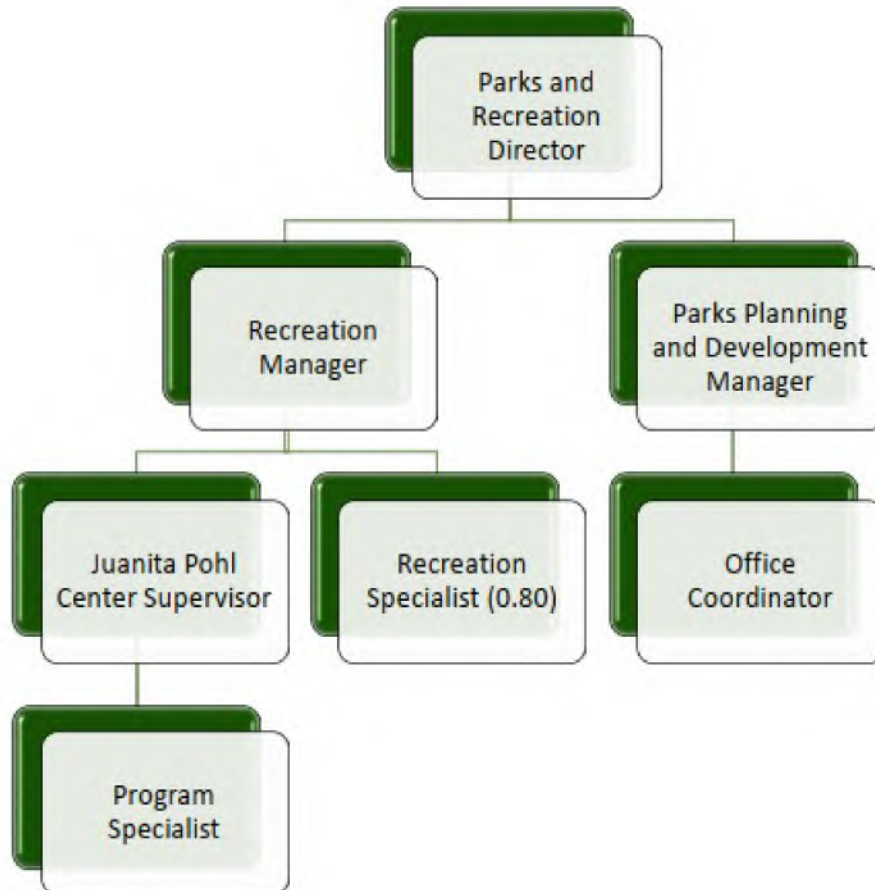 Parks and
Recreation
Director
Recreation
Manager
Parks Planning
and Development
Manager
Juanita Pohl
Center Supervisor
Recreation
Specialist (0.80)
Office
Coordinator
Program
Specialist